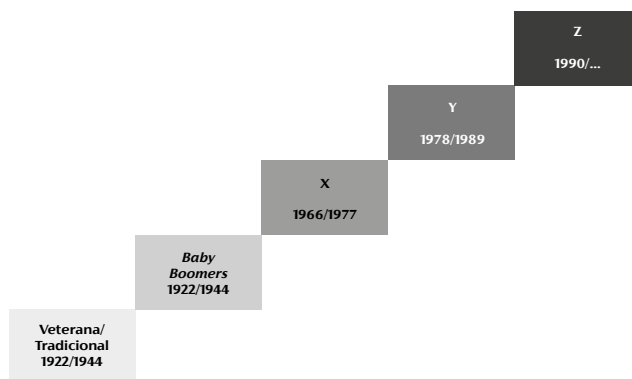 Z
1990/...
Y
1978/1989
X
1966/1977
Baby
Boomers
1922/1944
Veterana/
Tradicional
1922/1944